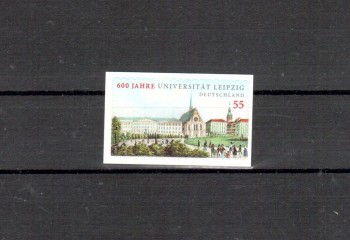 600 JAHRE UNIVERSITÄT LEIPZIG
DEUTSCHLAND
55